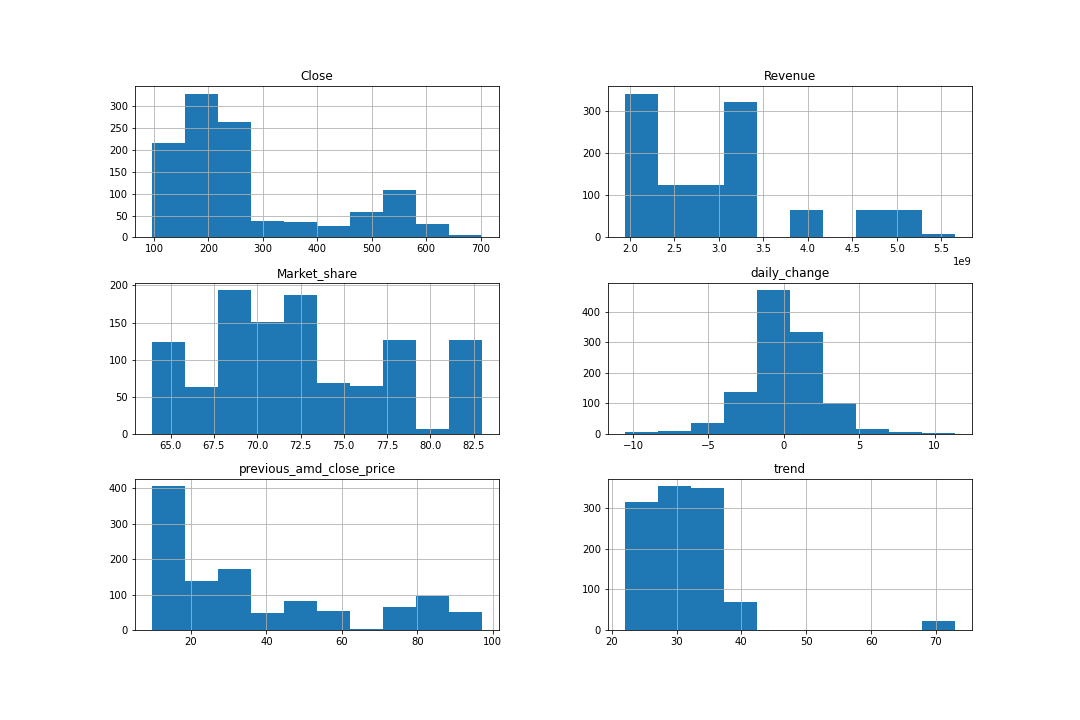 Close
300
250
200
150
100
50
0
100 200 300 400 500 600 700
Revenue
300
200
100
0
2.0 2.5 3.0 3.5 4.0 4.5 5.0 5.5
1e9
Market_share
200
150
100
50
0
65.0 67.5 70.0 72.5 75.0 77.5 80.0 82.5
daily_change
400
300
200
100
0
−10 −5 0 5 10
previous_amd_close_price
400
300
200
100
0
20 40 60 80 100
trend
300
200
100
0
20 30 40 50 60 70